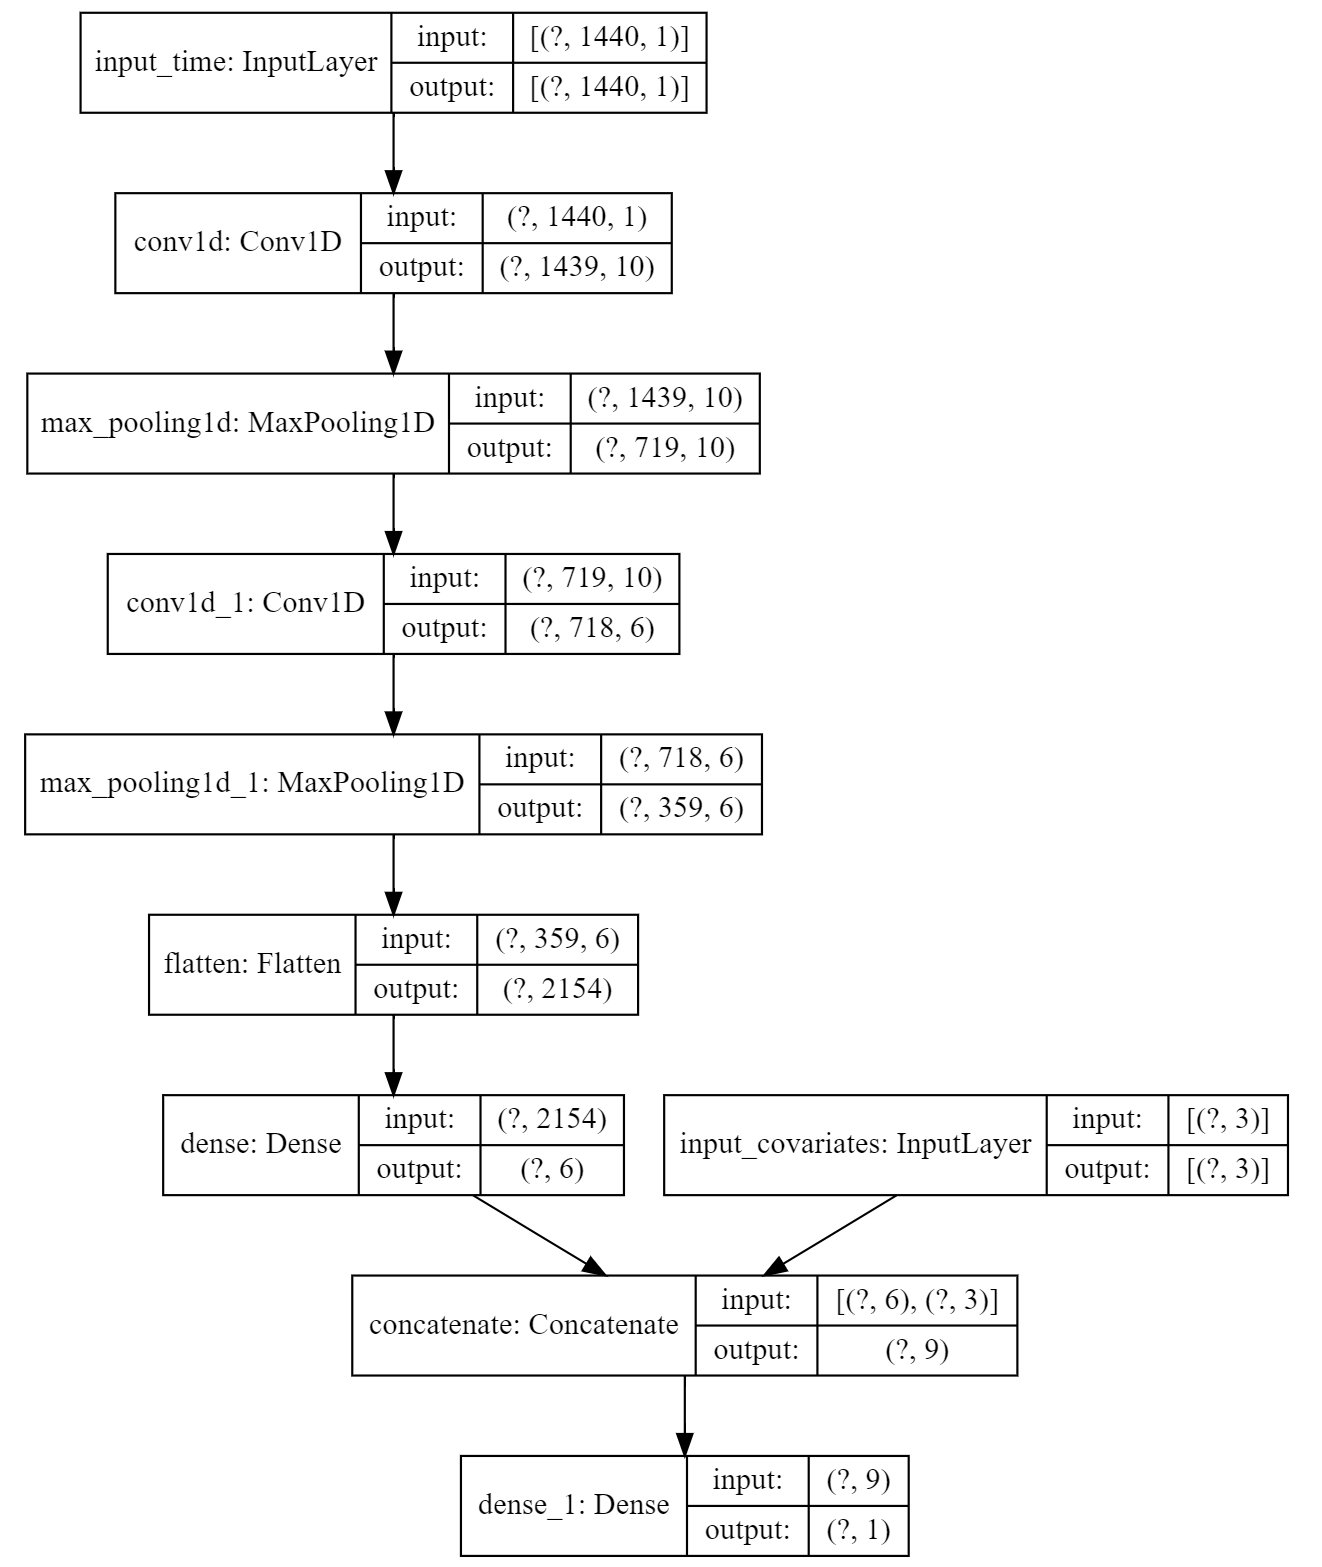 input_time: InputLayer
input:
[(?, 1440, 1)]
output:
[(?, 1440, 1)]
conv1d: Conv1D
input:
(?, 1440, 1)
output:
(?, 1439, 10)
max_pooling1d: MaxPooling1D
input:
(?, 1439, 10)
output:
(?, 719, 10)
conv1d_1: Conv1D
input:
(?, 719, 10)
output:
(?, 718, 6)
max_pooling1d_1: MaxPooling1D
input:
(?, 718, 6)
output:
(?, 359, 6)
flatten: Flatten
input:
(?, 359, 6)
output:
(?, 2154)
dense: Dense
input:
(?, 2154)
output:
(?, 6)
input_covariates: InputLayer
input:
[(?, 3)]
output:
[(?, 3)]
concatenate: Concatenate
input:
[(?, 6), (?, 3)]
output:
(?, 9)
dense_1: Dense
input:
(?, 9)
output:
(?, 1)